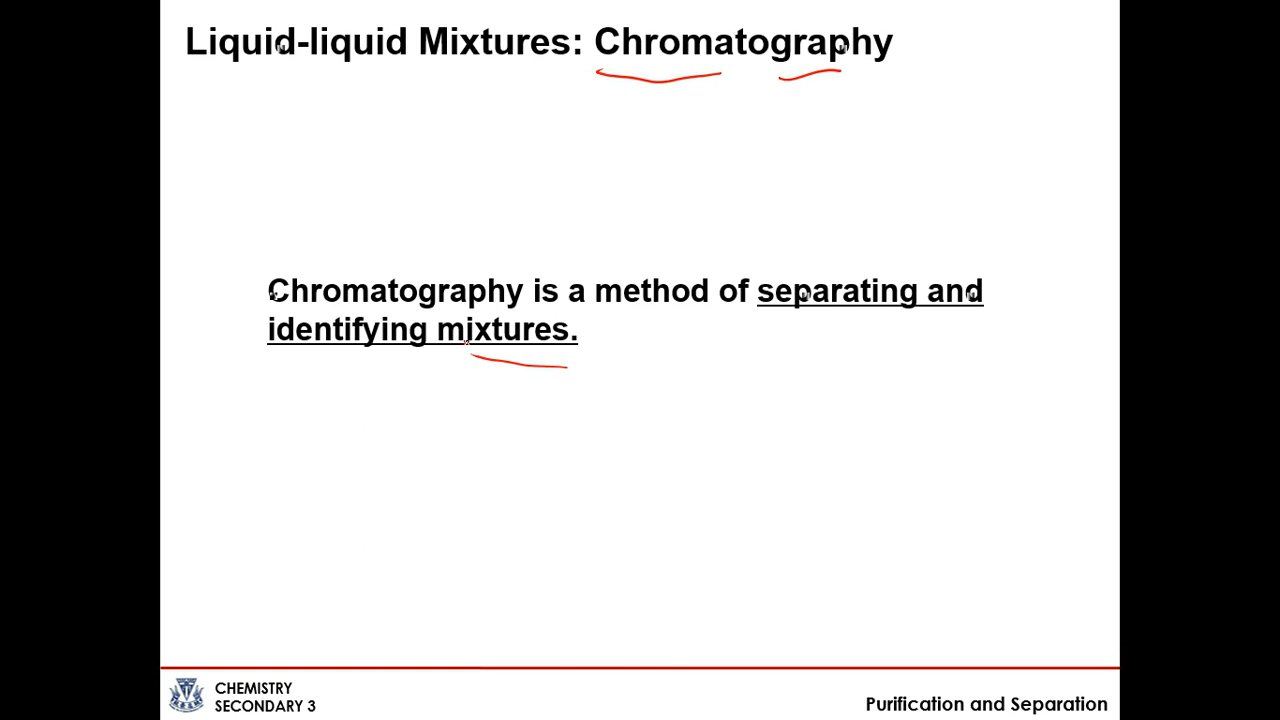 Liquid-liquid Mixtures: Chromatography
Chromatography is a method of separating and
identifying mixtures.
CHEMISTRY
SECONDARY 3
Purification and Separation